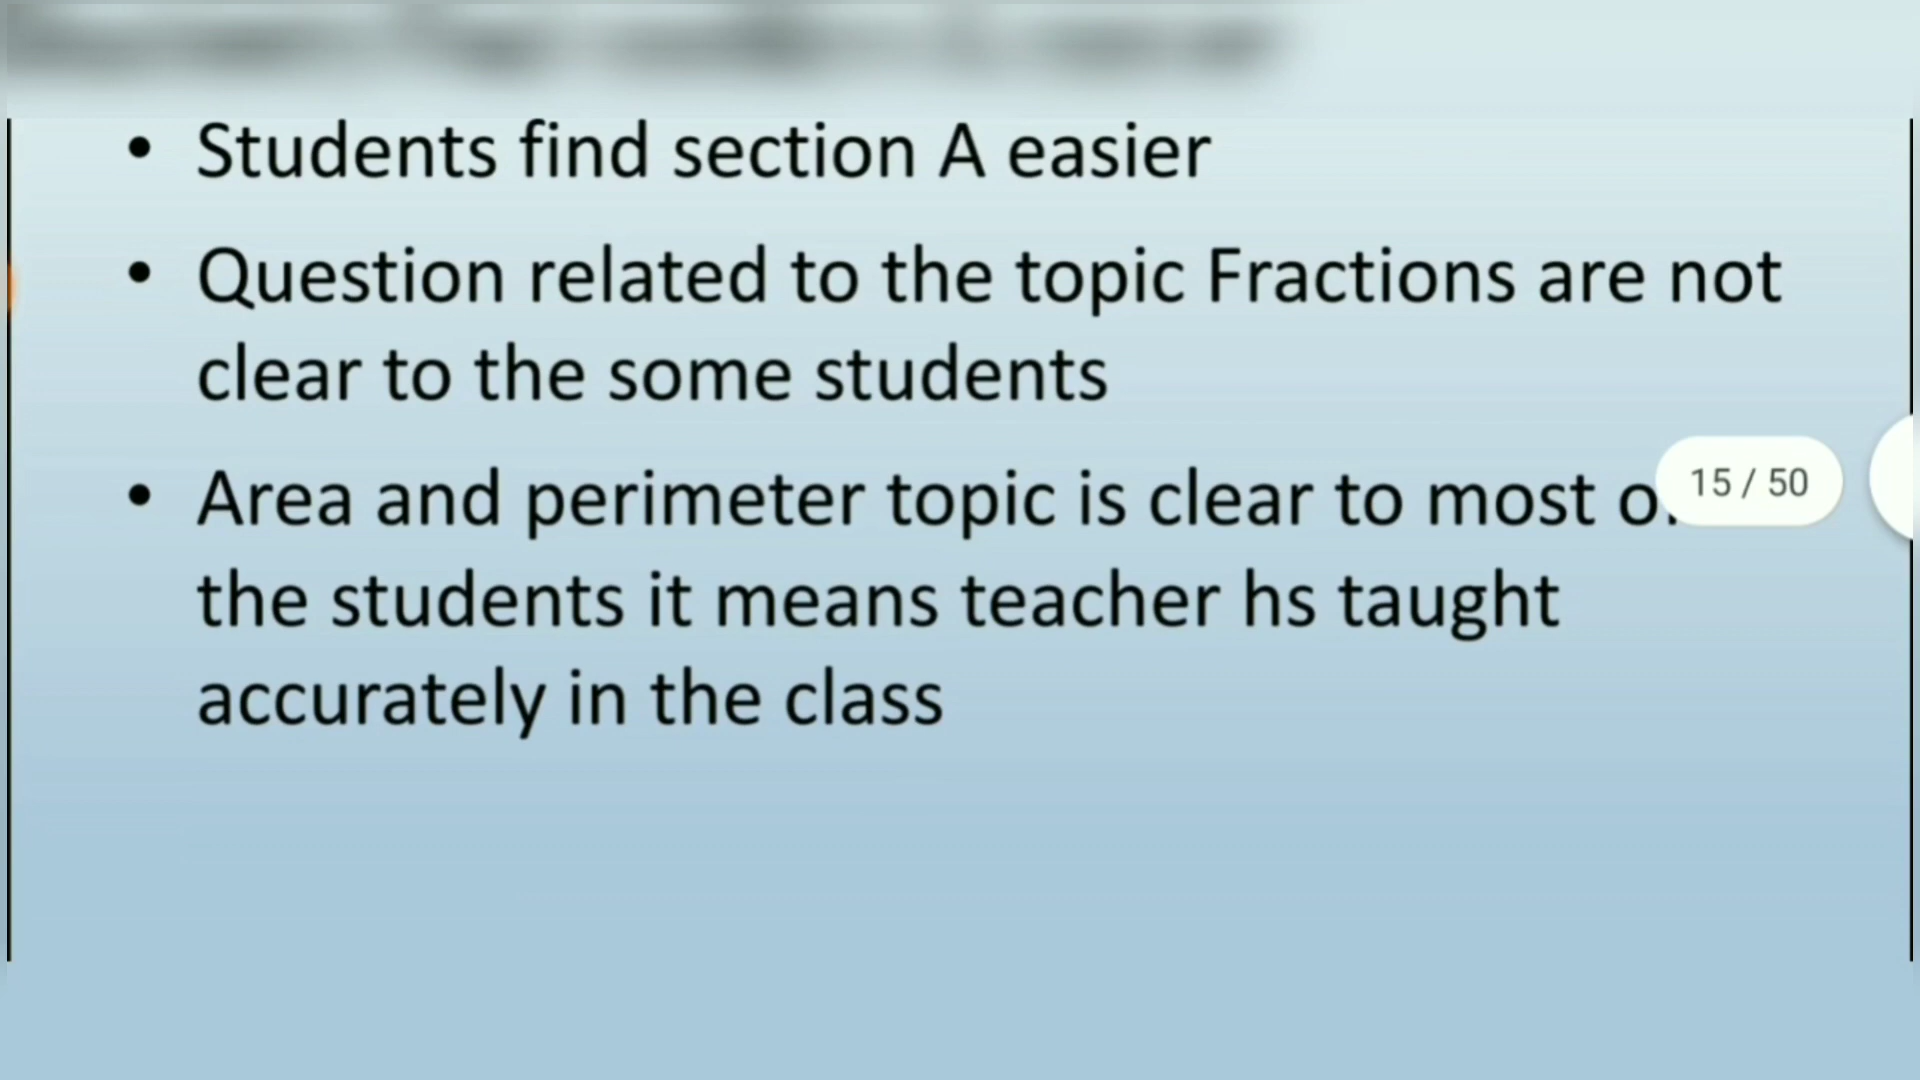 • Students find section A easier
• Question related to the topic Fractions are not
clear to the some students
• Area and perimeter topic is clear to most
15 / 50
the students it means teacher hs taught
accurately in the class